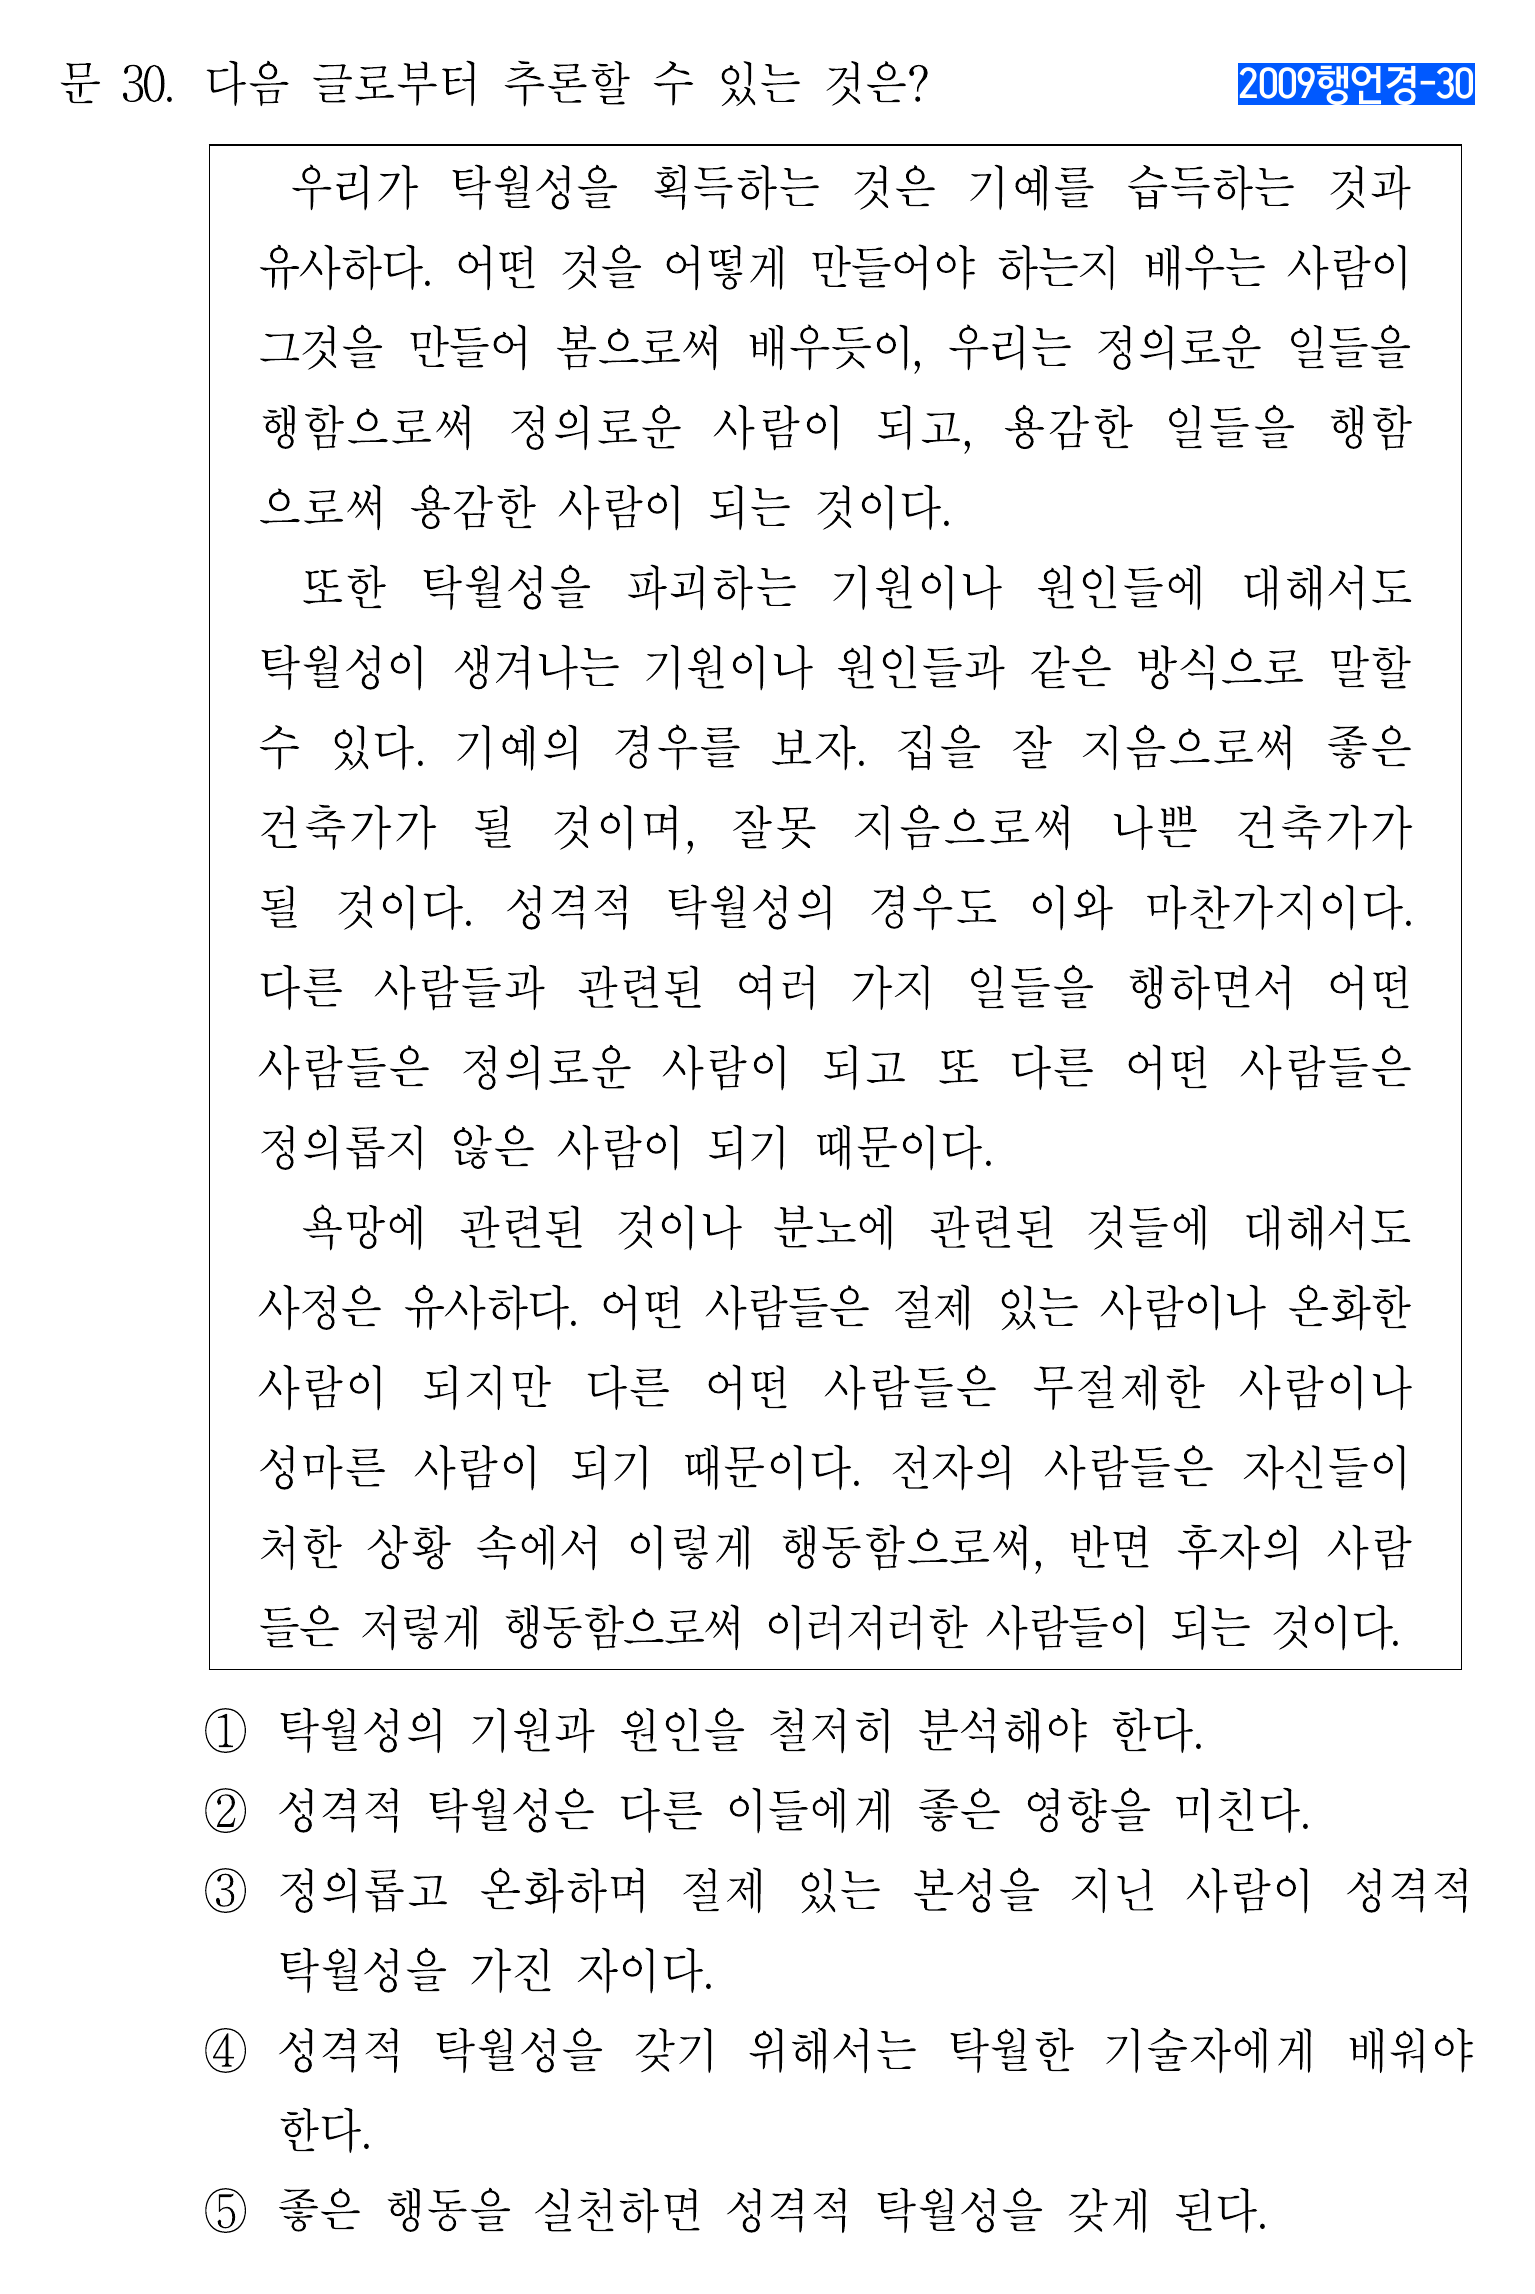 문 30. 다음 글로부터 추론할 수 있는 것은?
2009행언경-30
우리가 탁월성을 획득하는 것은 기예를 습득하는 것과
유사하다. 어떤 것을 어떻게 만들어야 하는지 배우는 사람이
그것을 만들어 봄으로써 배우듯이, 우리는 정의로운 일들을
행함으로써 정의로운 사람이 되고, 용감한 일들을 행함
으로써 용감한 사람이 되는 것이다.
또한 탁월성을 파괴하는 기원이나 원인들에 대해서도
탁월성이 생겨나는 기원이나 원인들과 같은 방식으로 말할
수 있다. 기예의 경우를 보자. 집을 잘 지음으로써 좋은
건축가가 될 것이며, 잘못 지음으로써 나쁜 건축가가
될 것이다. 성격적 탁월성의 경우도 이와 마찬가지이다.
다른 사람들과 관련된 여러 가지 일들을 행하면서 어떤
사람들은 정의로운 사람이 되고 또 다른 어떤 사람들은
정의롭지 않은 사람이 되기 때문이다.
욕망에 관련된 것이나 분노에 관련된 것들에 대해서도
사정은 유사하다. 어떤 사람들은 절제 있는 사람이나 온화한
사람이 되지만 다른 어떤 사람들은 무절제한 사람이나
성마른 사람이 되기 때문이다. 전자의 사람들은 자신들이
처한 상황 속에서 이렇게 행동함으로써, 반면 후자의 사람
들은 저렇게 행동함으로써 이러저러한 사람들이 되는 것이다.
① 탁월성의 기원과 원인을 철저히 분석해야 한다.
② 성격적 탁월성은 다른 이들에게 좋은 영향을 미친다.
③ 정의롭고 온화하며 절제 있는 본성을 지닌 사람이 성격적
탁월성을 가진 자이다.
④ 성격적 탁월성을 갖기 위해서는 탁월한 기술자에게 배워야
한다.
⑤ 좋은 행동을 실천하면 성격적 탁월성을 갖게 된다.